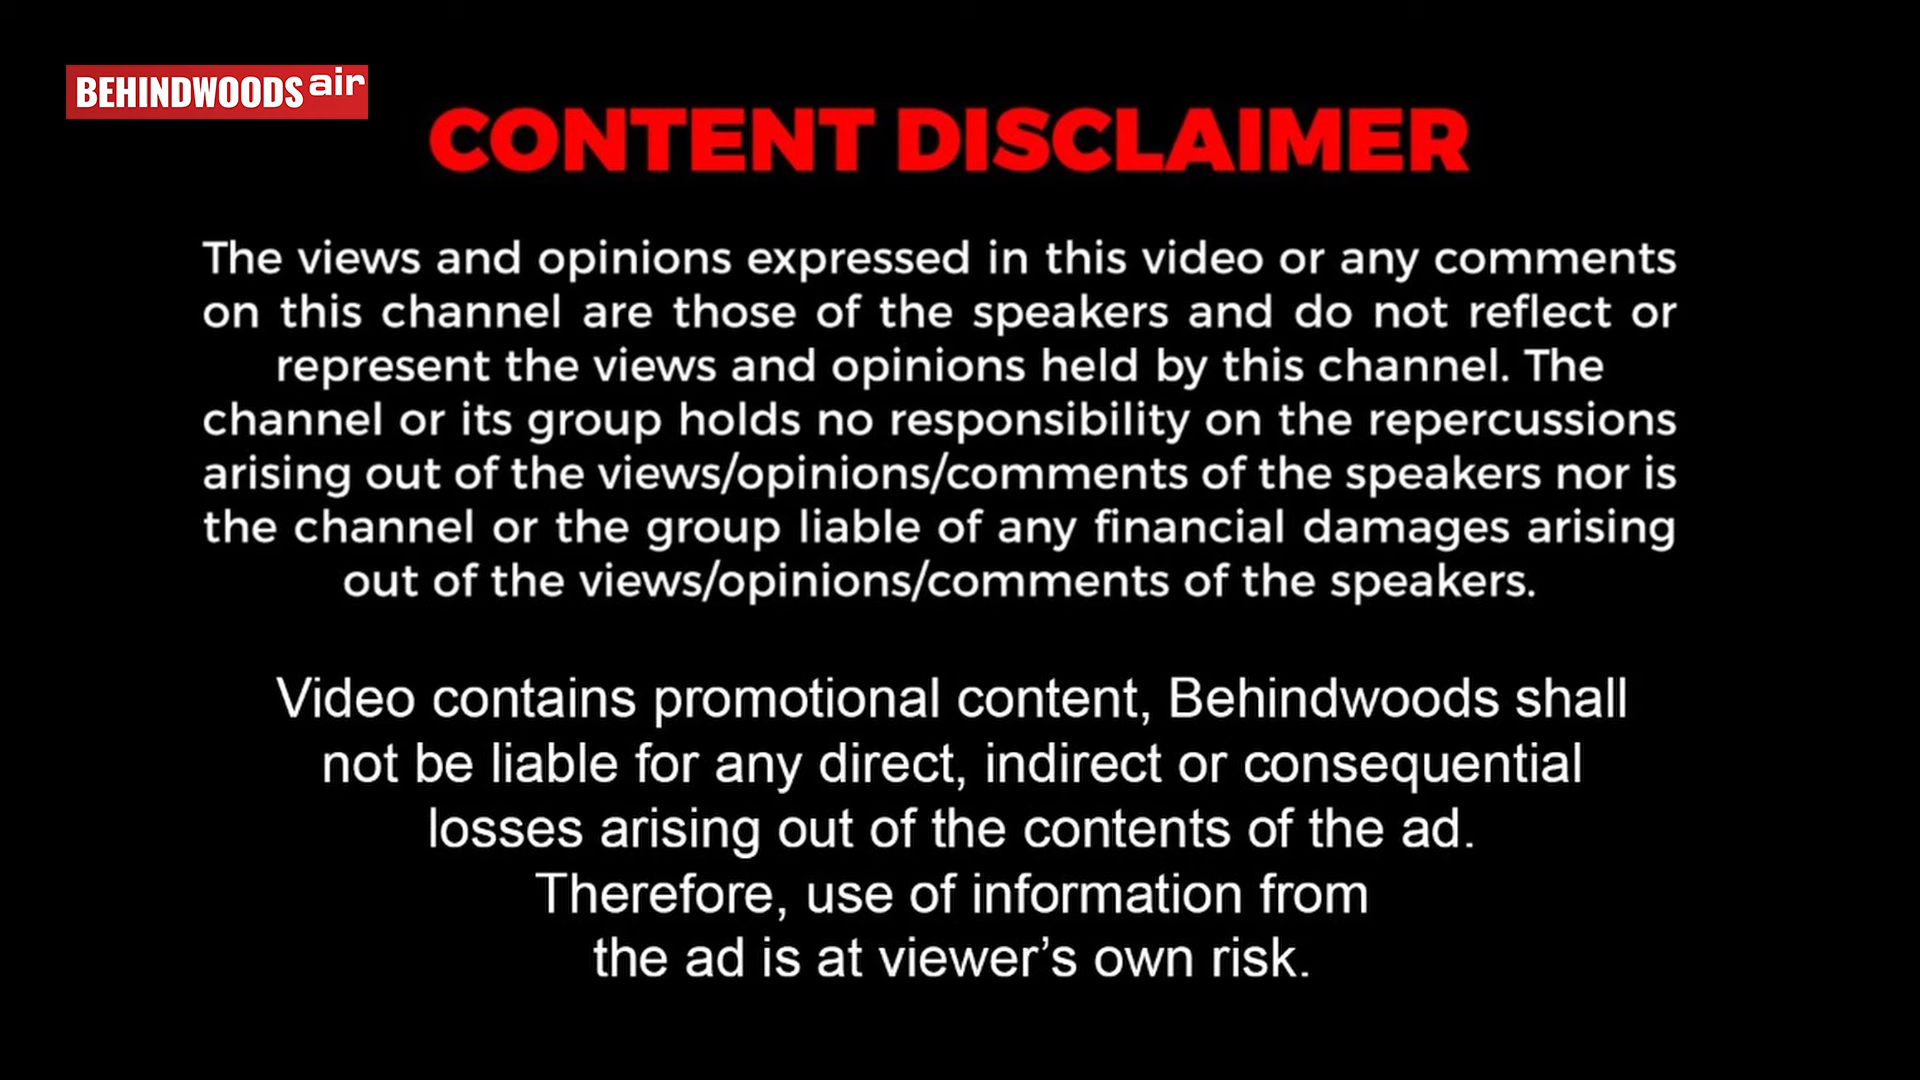 BEHINDWOODS air
CONTENT DISCLAIMER
The views and opinions expressed in this video or any comments
on this channel are those of the speakers and do not reflect or
represent the views and opinions held by this channel. The
channel or its group holds no responsibility on the repercussions
arising out of the views/opinions/comments of the speakers nor is
the channel or the group liable of any financial damages arising
out of the views/opinions/comments of the speakers.
Video contains promotional content, Behindwoods shall
not be liable for any direct, indirect or consequential
losses arising out of the contents of the ad.
Therefore, use of information from
the ad is at viewer’s own risk.